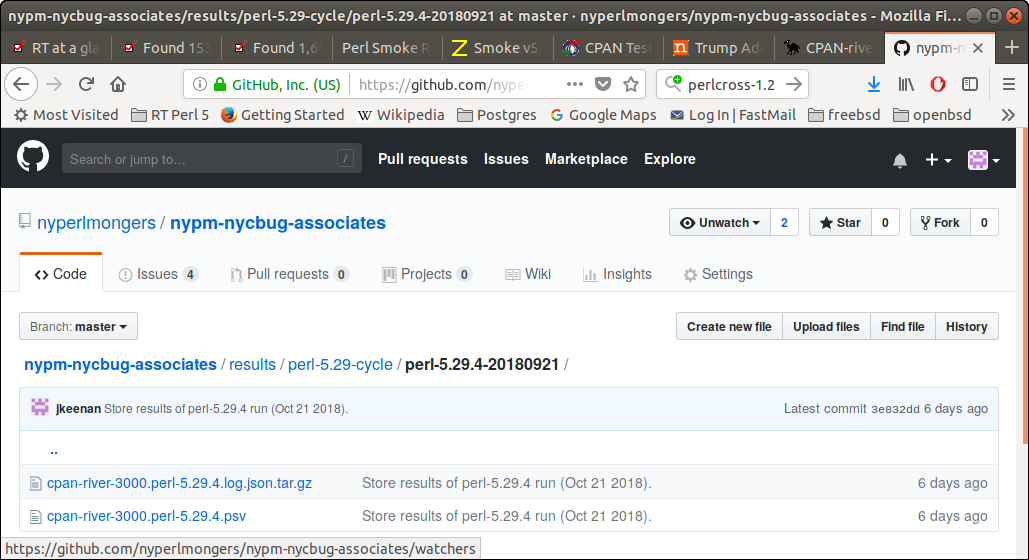 nypm-nycbug-associates/results/perl-5.29-cycle/perl-5.29.4-20180921 at master · nyperlmongers/nypm-nycbug-associates - Mozilla Fi...
RT at a gla Found 153 Found 1,6 Perl Smoke R Smoke v5. CPAN Test Trump Ad CPAN-rive nypm-n
GitHub, Inc. (US) https://github.com/nype perlcross-1.2
Most Visited RT Perl 5 Getting Started Wikipedia Postgres Google Maps Log In | FastMail freebsd openbsd
Search or jump to... / Pull requests Issues Marketplace Explore
nyperlmongers / nypm-nycbug-associates Unwatch 2 Star 0 Fork 0
Code Issues 4 Pull requests 0 Projects 0 Wiki Insights Settings
Branch: master Create new file Upload files Find file History
nypm-nycbug-associates / results / perl-5.29-cycle / perl-5.29.4-20180921 /
jkeenan Store results of perl-5.29.4 run (Oct 21 2018). Latest commit 3e832dd 6 days ago
..
cpan-river-3000.perl-5.29.4.log.json.tar.gz Store results of perl-5.29.4 run (Oct 21 2018). 6 days ago
cpan-river-3000.perl-5.29.4.psv Store results of perl-5.29.4 run (Oct 21 2018). 6 days ago
https://github.com/nyperlmongers/nypm-nycbug-associates/watchers